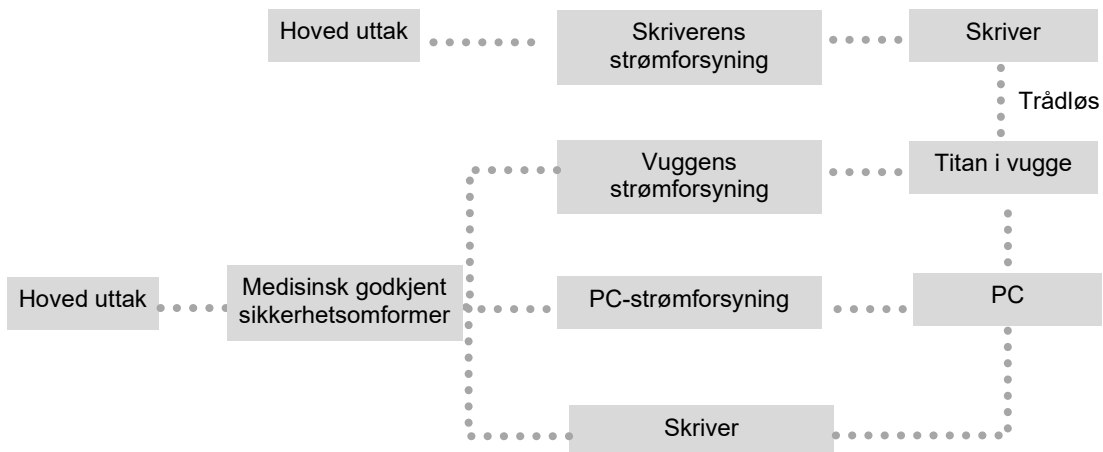 Hoved uttak
Skriverens
strømforsyning
Skriver
Trådløs
Vuggens
strømforsyning
Titan i vugge
Hoved uttak
Medisinsk godkjent
sikkerhetsomformer
PC-strømforsyning
PC
Skriver